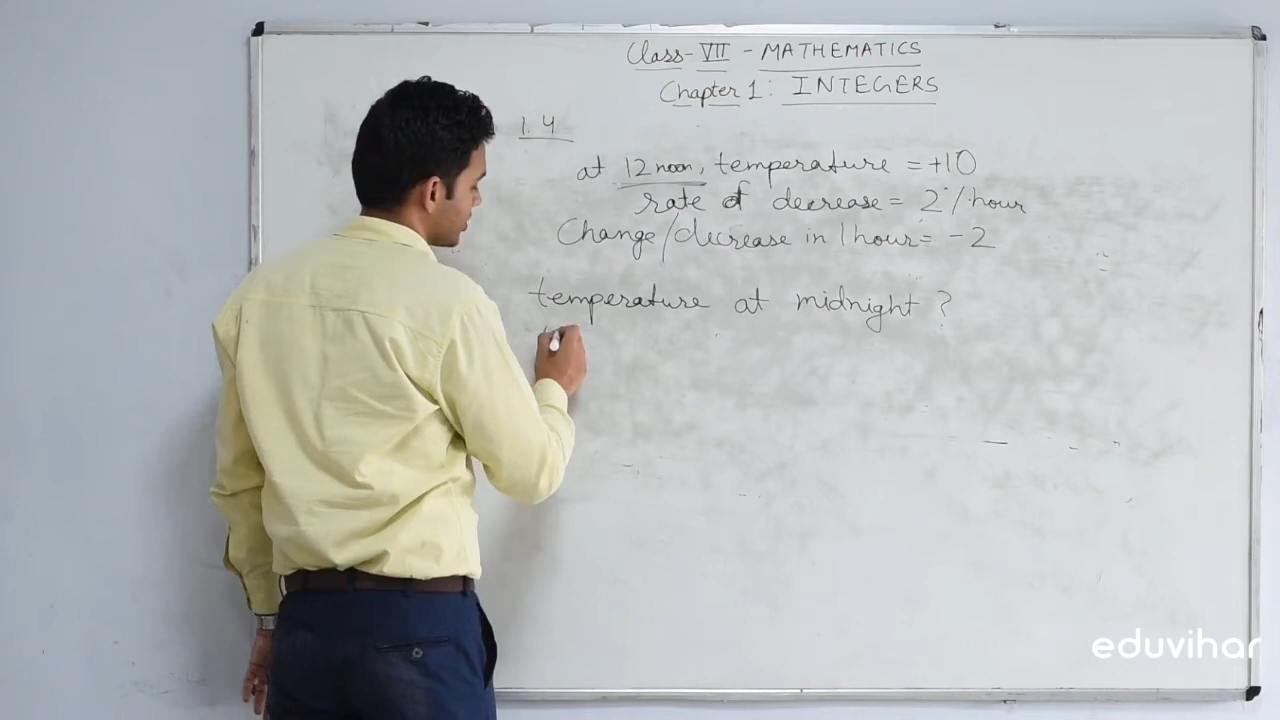 Class-VII - MATHEMATICS
Chapter 1: INTEGERS
1.4
at 12 noon, temperature = +10
rate of decrease = 2°/hour
Change/decrease in 1 hour = -2
temperature at midnight ?
eduvihar